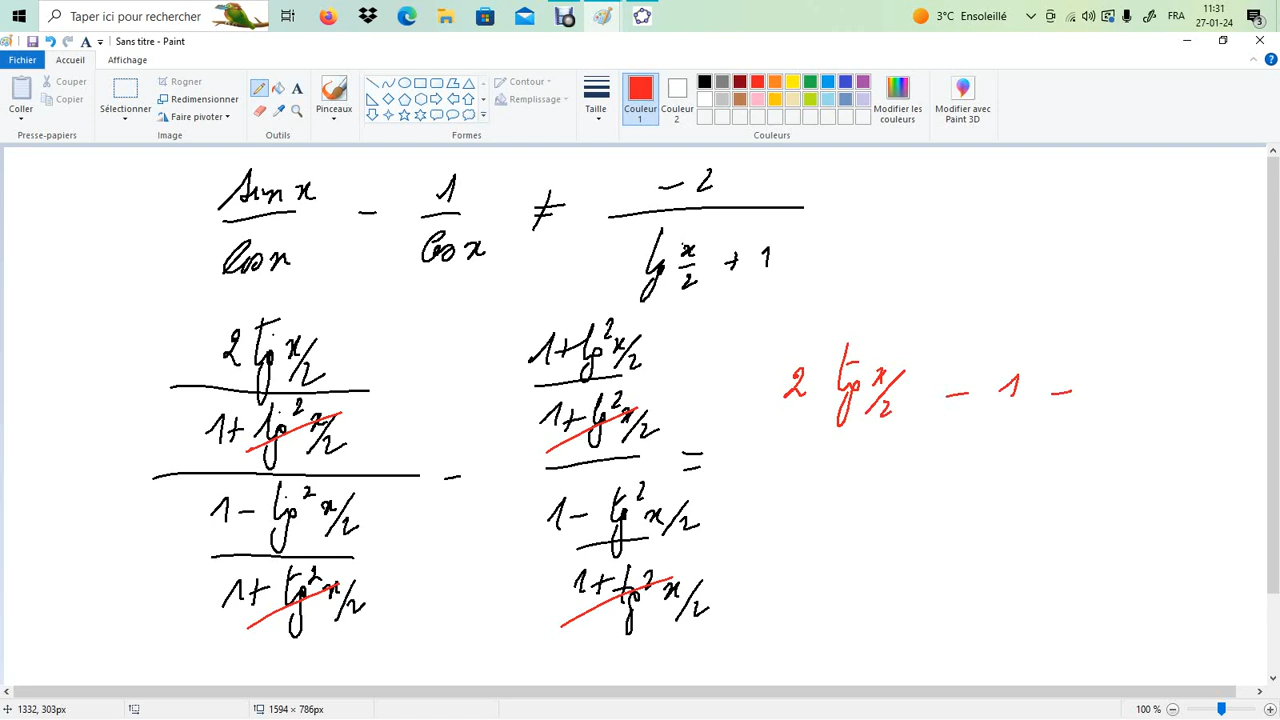 Taper ici pour rechercher
3°C Ensoleillé
FRA
11:31
27-01-24
3
Sans titre - Paint
Fichier
Accueil
Affichage
Coller
Couper
Copier
Presse-papiers
Sélectionner
Rogner
Redimensionner
Faire pivoter
Image
A
Outils
Pinceaux
Formes
Contour
Remplissage
Taille
Couleur 1
Couleur 2
Couleurs
Modifier les couleurs
Modifier avec Paint 3D
sin x / cos x - 1 / cos x ≠ -2 / (tg x/2 + 1)
2 tg x/2
1 + tg² x/2
1 - tg² x/2
1 + tg² x/2
-
1 + tg² x/2
1 + tg² x/2
1 - tg² x/2
1 + tg² x/2
=
2 tg x/2 - 1 -
1332, 303px
1594 × 786px
100 %